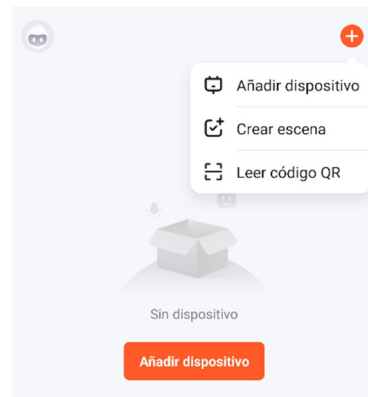 Añadir dispositivo
Crear escena
Leer código QR
Sin dispositivo
Añadir dispositivo